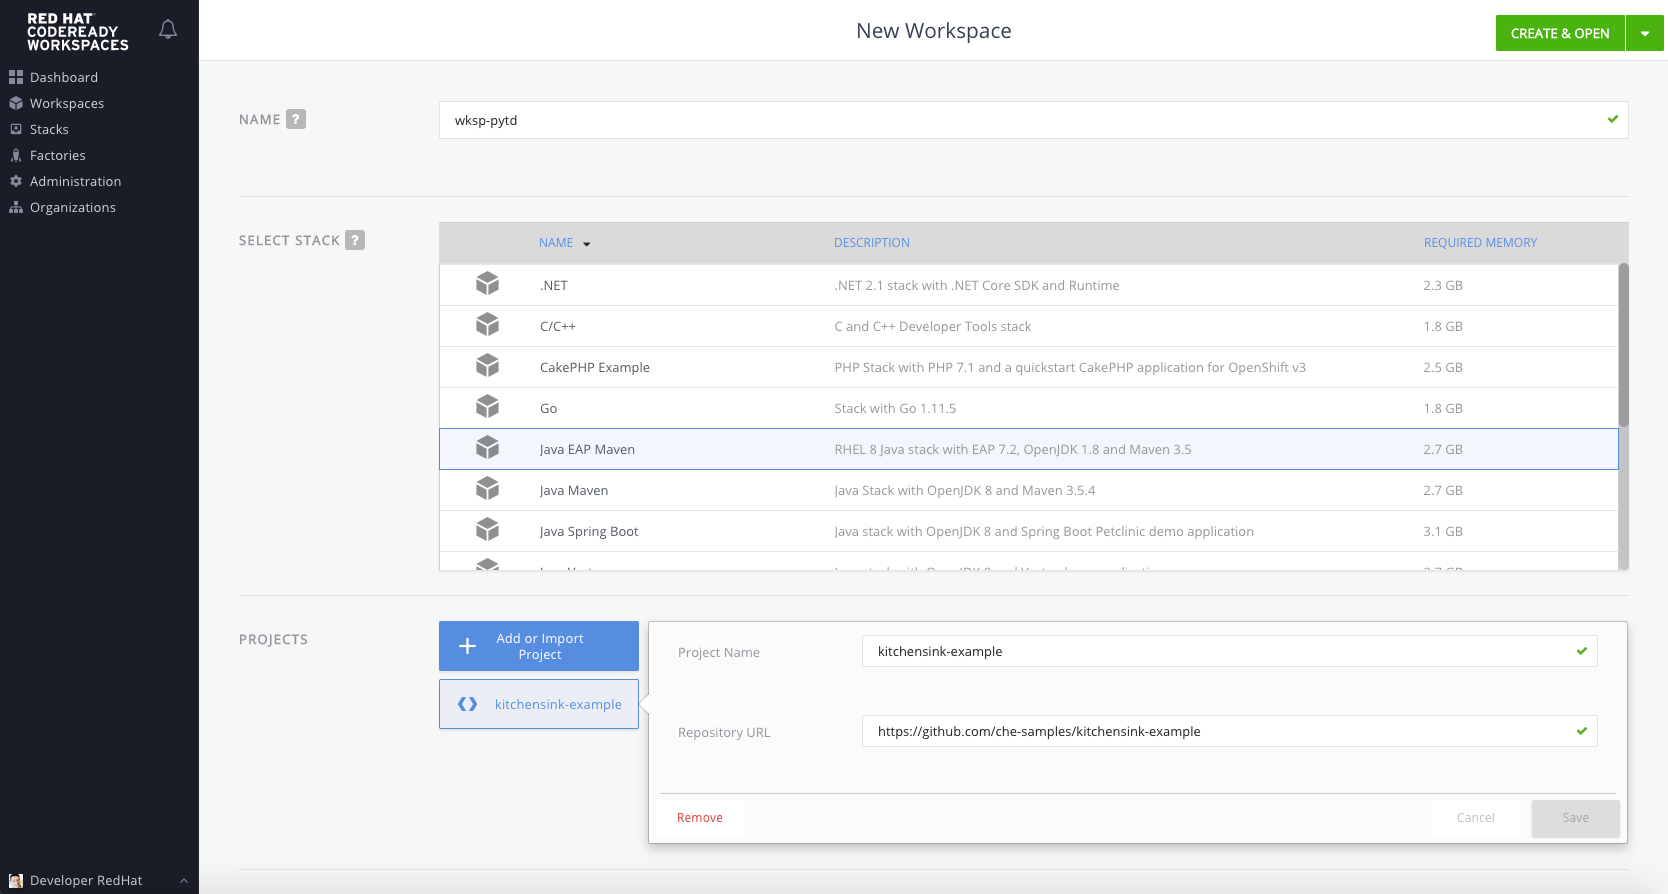 RED HAT
CODEREADY
WORKSPACES
Dashboard
Workspaces
Stacks
Factories
Administration
Organizations
Developer RedHat
New Workspace
CREATE & OPEN
NAME ?
wksp-pytd
SELECT STACK ?
NAME DESCRIPTION REQUIRED MEMORY
.NET .NET 2.1 stack with .NET Core SDK and Runtime 2.3 GB
C/C++ C and C++ Developer Tools stack 1.8 GB
CakePHP Example PHP Stack with PHP 7.1 and a quickstart CakePHP application for OpenShift v3 2.5 GB
Go Stack with Go 1.11.5 1.8 GB
Java EAP Maven RHEL 8 Java stack with EAP 7.2, OpenJDK 1.8 and Maven 3.5 2.7 GB
Java Maven Java Stack with OpenJDK 8 and Maven 3.5.4 2.7 GB
Java Spring Boot Java stack with OpenJDK 8 and Spring Boot Petclinic demo application 3.1 GB
PROJECTS
Add or Import
Project
kitchensink-example
Project Name kitchensink-example
Repository URL https://github.com/che-samples/kitchensink-example
Remove Cancel Save